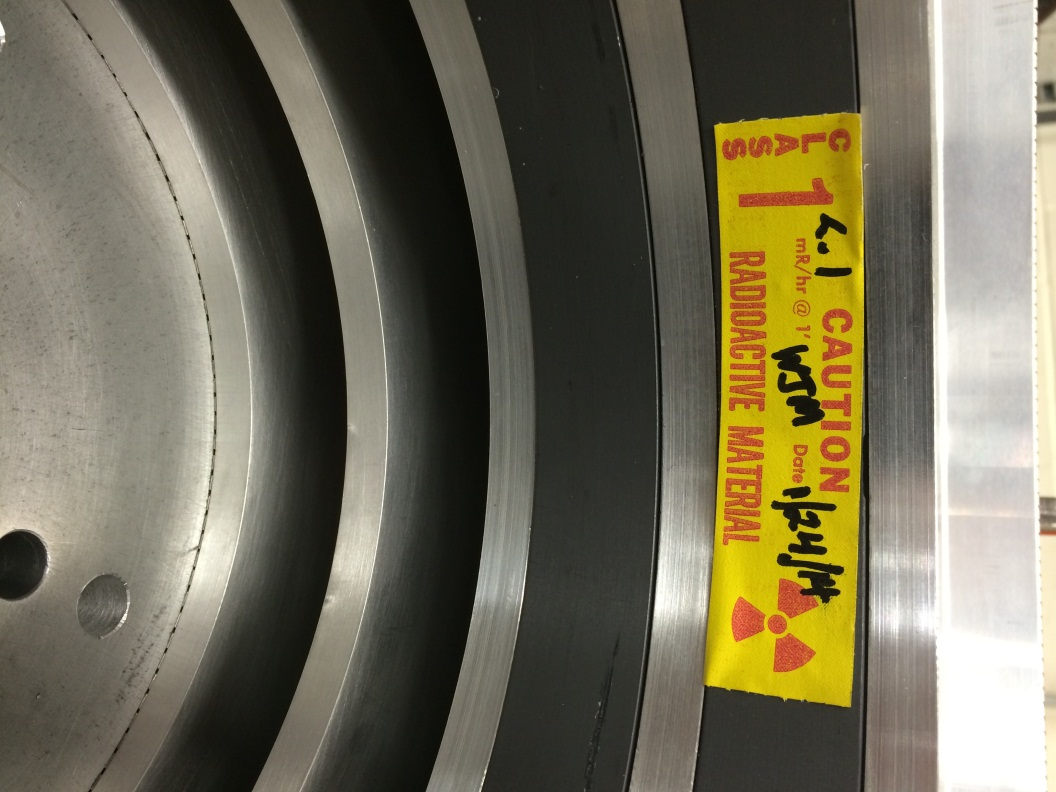 CLASS 1
CAUTION
<.1 mR/hr @ 1' WJM Date 1/24/14
RADIOACTIVE MATERIAL